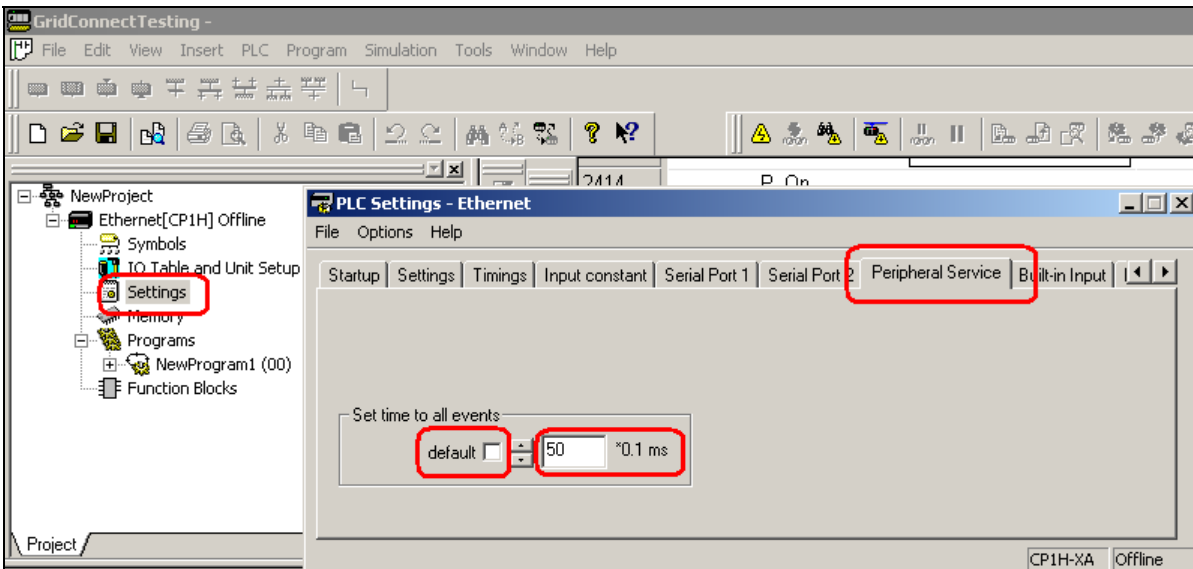 GridConnectTesting -
File Edit View Insert PLC Program Simulation Tools Window Help
2414
P_On
NewProject
Ethernet[CP1H] Offline
Symbols
IO Table and Unit Setup
Settings
Memory
Programs
NewProgram1 (00)
Function Blocks
Project
PLC Settings - Ethernet
File Options Help
Startup Settings Timings Input constant Serial Port 1 Serial Port 2 Peripheral Service Built-in Input
Set time to all events
default 50 *0.1 ms
CP1H-XA Offline